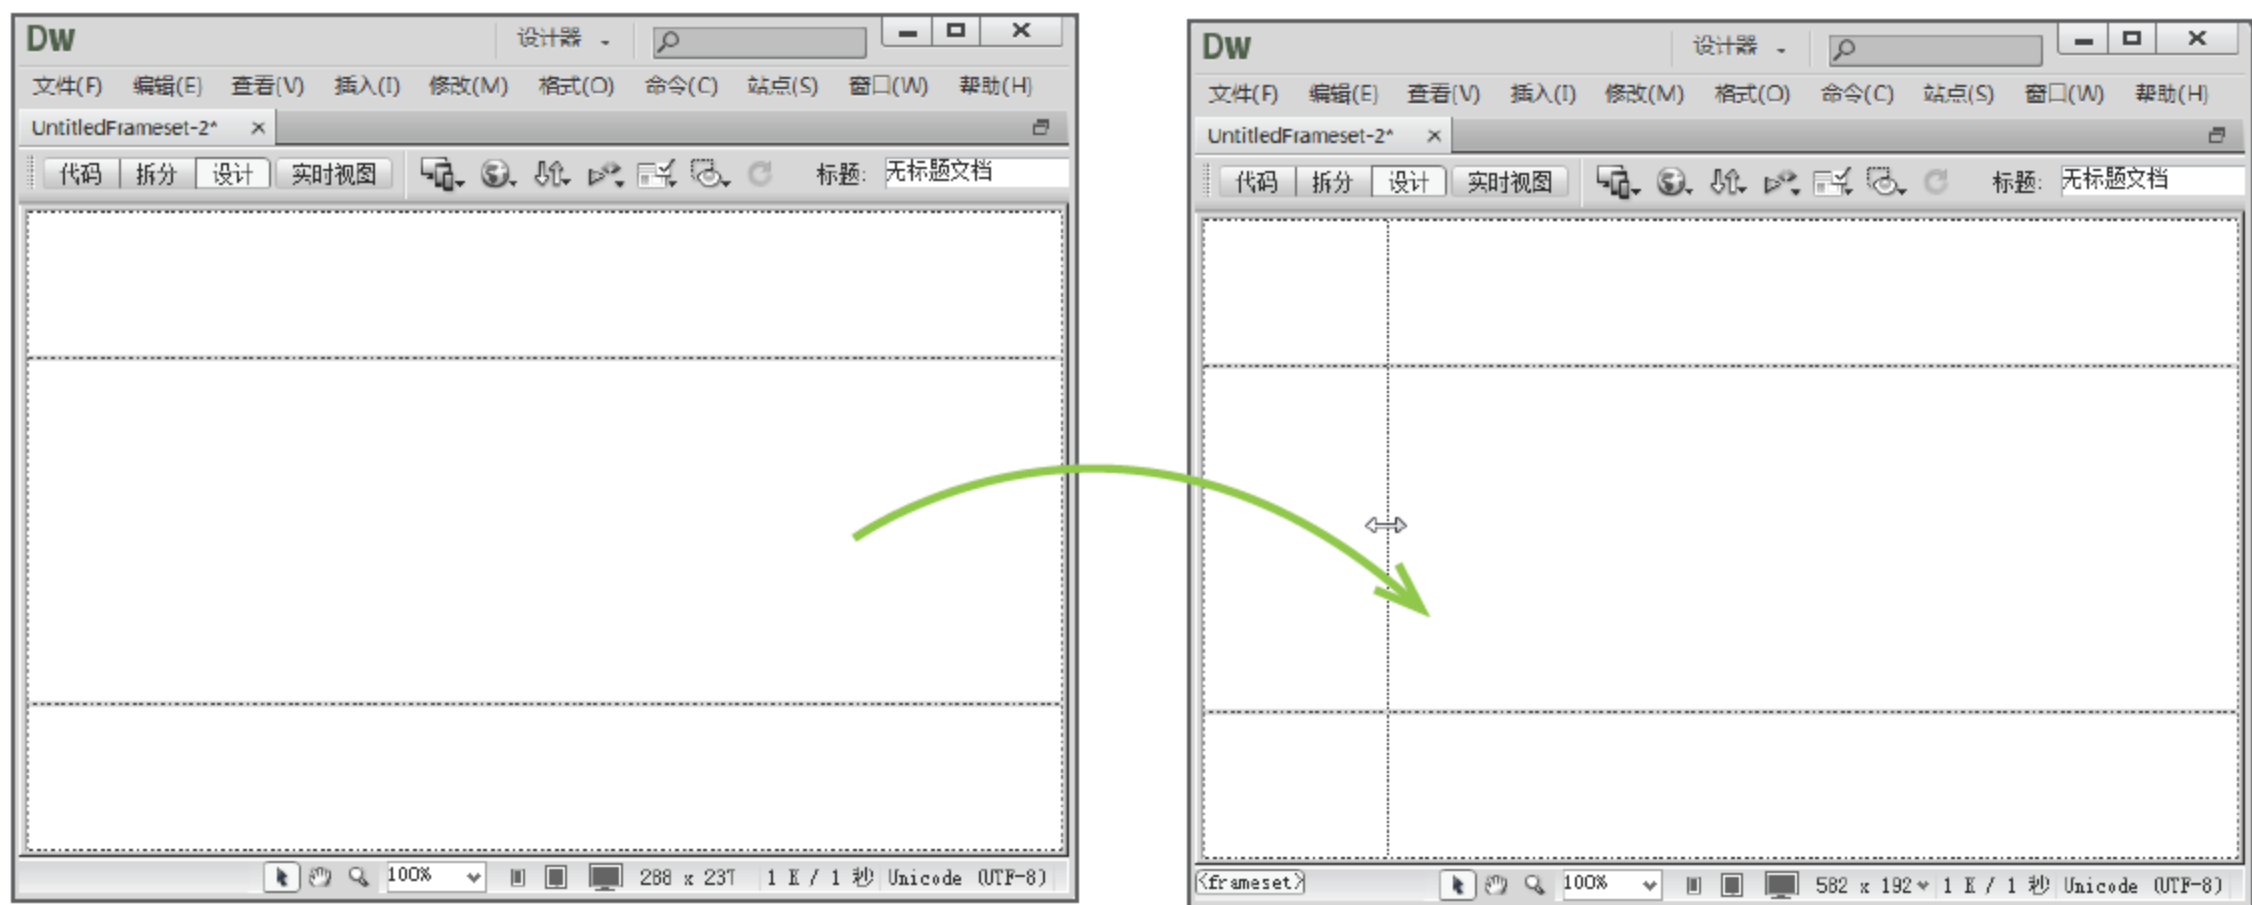 Dw 设计器
文件(F) 编辑(E) 查看(V) 插入(I) 修改(M) 格式(O) 命令(C) 站点(S) 窗口(W) 帮助(H)
UntitledFrameset-2* ×
代码 拆分 设计 实时视图 标题: 无标题文档
100% 288 x 237 1 K / 1 秒 Unicode (UTF-8)
Dw 设计器
文件(F) 编辑(E) 查看(V) 插入(I) 修改(M) 格式(O) 命令(C) 站点(S) 窗口(W) 帮助(H)
UntitledFrameset-2* ×
代码 拆分 设计 实时视图 标题: 无标题文档
<frameset> 100% 582 x 192 1 K / 1 秒 Unicode (UTF-8)